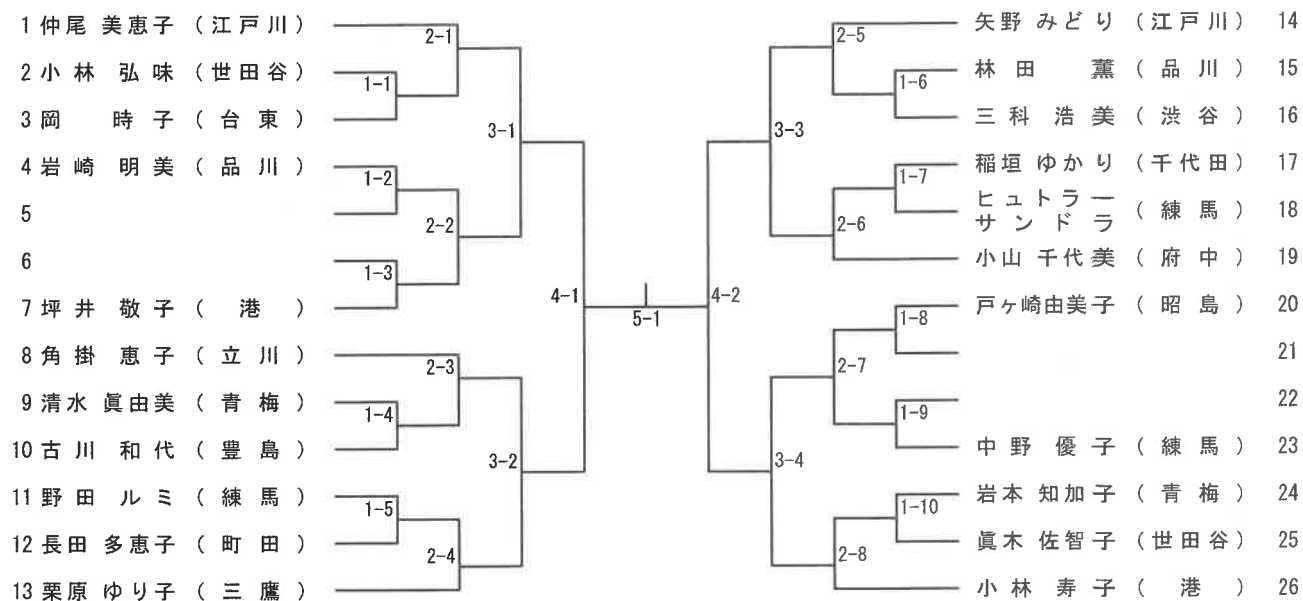 1 仲尾 美恵子 (江戸川)
2 小林 弘味 (世田谷)
3 岡 時子 (台東)
4 岩崎 明美 (品川)
5
6
7 坪井 敬子 (港)
8 角掛 恵子 (立川)
9 清水 眞由美 (青梅)
10 古川 和代 (豊島)
11 野田 ルミ (練馬)
12 長田 多恵子 (町田)
13 栗原 ゆり子 (三鷹)
2-1
1-1
3-1
1-2
2-2
1-3
4-1
2-3
1-4
3-2
1-5
2-4
5-1
2-5
1-6
3-3
1-7
2-6
4-2
1-8
2-7
1-9
3-4
1-10
2-8
矢野 みどり (江戸川) 14
林田 薫 (品川) 15
三科 浩美 (渋谷) 16
稲垣 ゆかり (千代田) 17
ヒュトラー
サンドラ (練馬) 18
小山 千代美 (府中) 19
戸ヶ崎由美子 (昭島) 20
21
22
中野 優子 (練馬) 23
岩本 知加子 (青梅) 24
眞木 佐智子 (世田谷) 25
小林 寿子 (港) 26